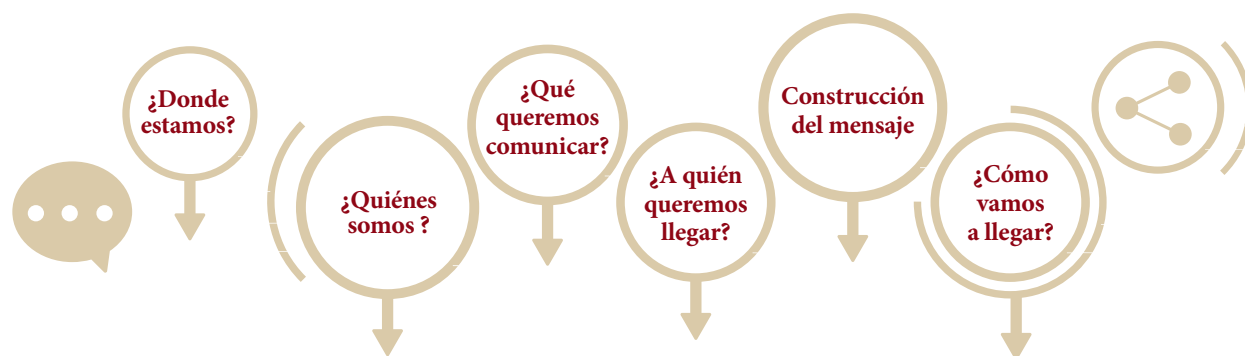 ¿Donde
estamos?
¿Quiénes
somos ?
¿Qué
queremos
comunicar?
¿A quién
queremos
llegar?
Construcción
del mensaje
¿Cómo
vamos
a llegar?